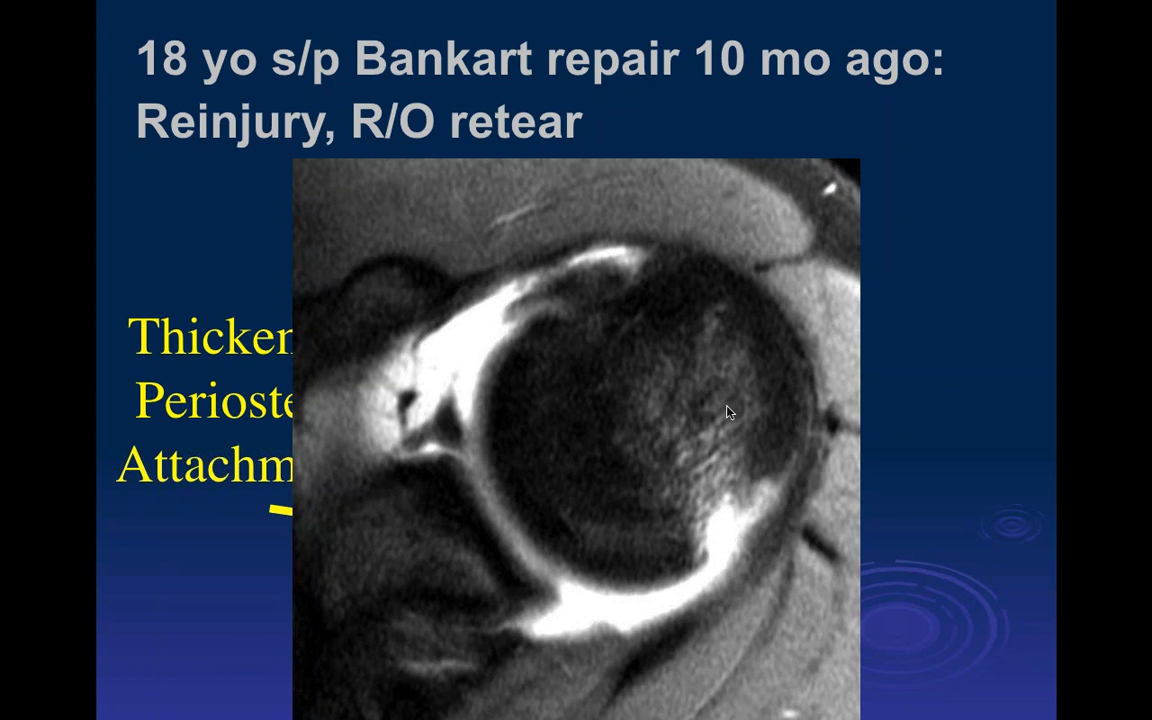 18 yo s/p Bankart repair 10 mo ago:
Reinjury, R/O retear
Thicken
Perioste
Attachm